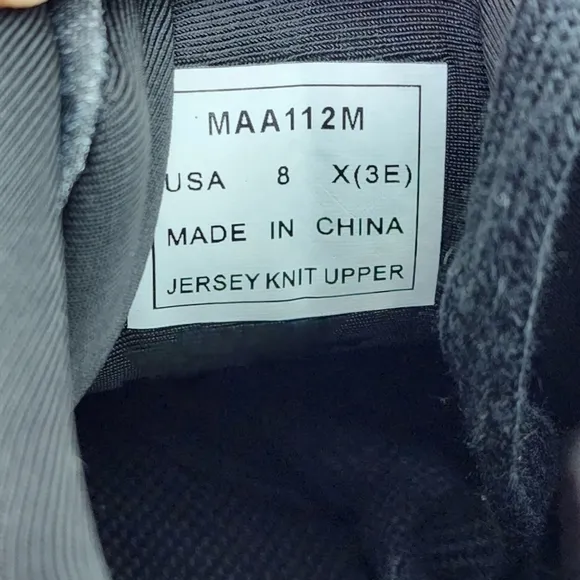 MAA112M
USA 8 X(3E)
MADE IN CHINA
JERSEY KNIT UPPER